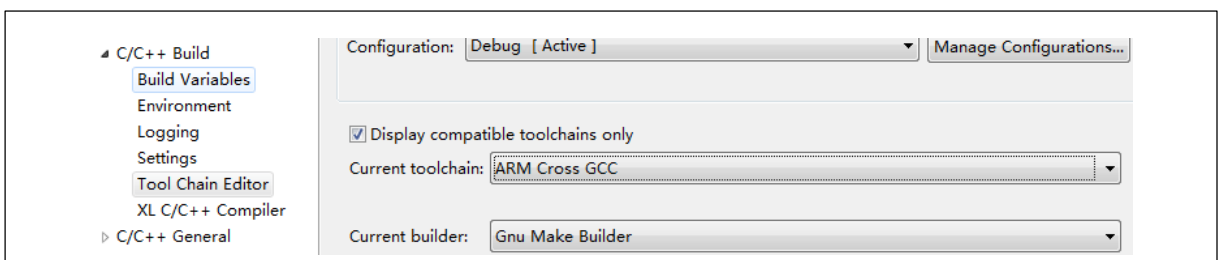 C/C++ Build
Build Variables
Environment
Logging
Settings
Tool Chain Editor
XL C/C++ Compiler
C/C++ General
Configuration: Debug [ Active ] Manage Configurations...
Display compatible toolchains only
Current toolchain: ARM Cross GCC
Current builder: Gnu Make Builder